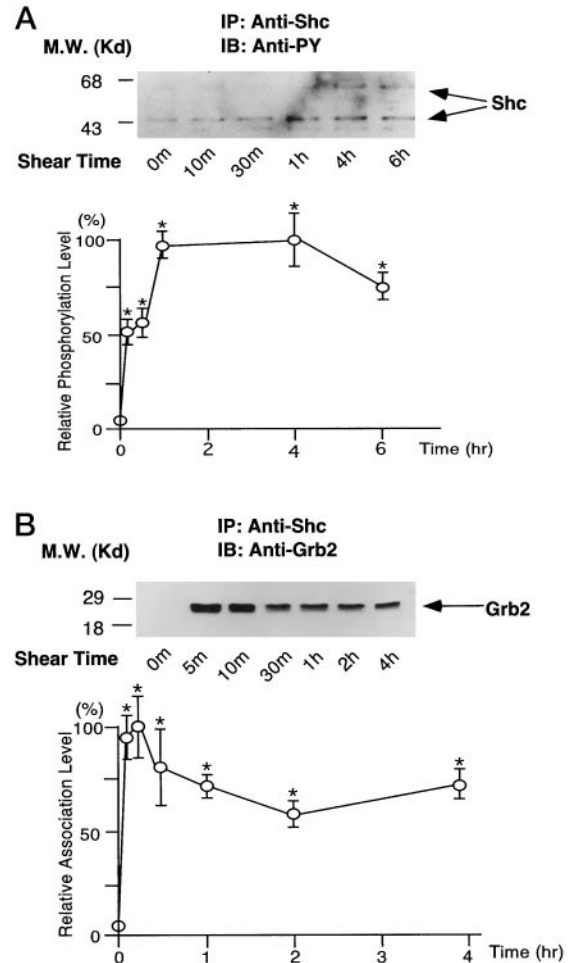 A
IP: Anti-Shc
M.W. (Kd) IB: Anti-PY
68
43
Shc
Shear Time 0m 10m 30m 1h 4h 6h
(%)
100
50
0
Relative Phosphorylation Level
* * * * *
0 2 4 6 Time (hr)
B
IP: Anti-Shc
M.W. (Kd) IB: Anti-Grb2
29
18
Grb2
Shear Time 0m 5m 10m 30m 1h 2h 4h
(%)
100
50
0
Relative Association Level
* * * * * *
0 1 2 3 4 Time (hr)